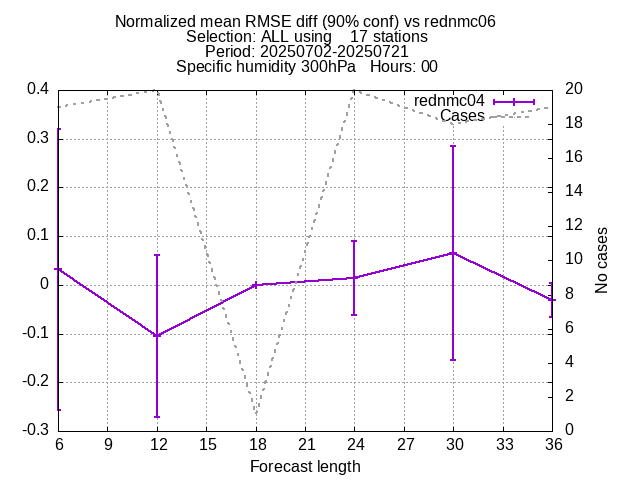 Normalized mean RMSE diff (90% conf) vs rednmc06
Selection: ALL using    17 stations
Period: 20250702-20250721
Specific humidity 300hPa   Hours: 00
rednmc04
Cases
0.4
0.3
0.2
0.1
0
-0.1
-0.2
-0.3
20
18
16
14
12
10
8
6
4
2
0
No cases
6 9 12 15 18 21 24 27 30 33 36
Forecast length